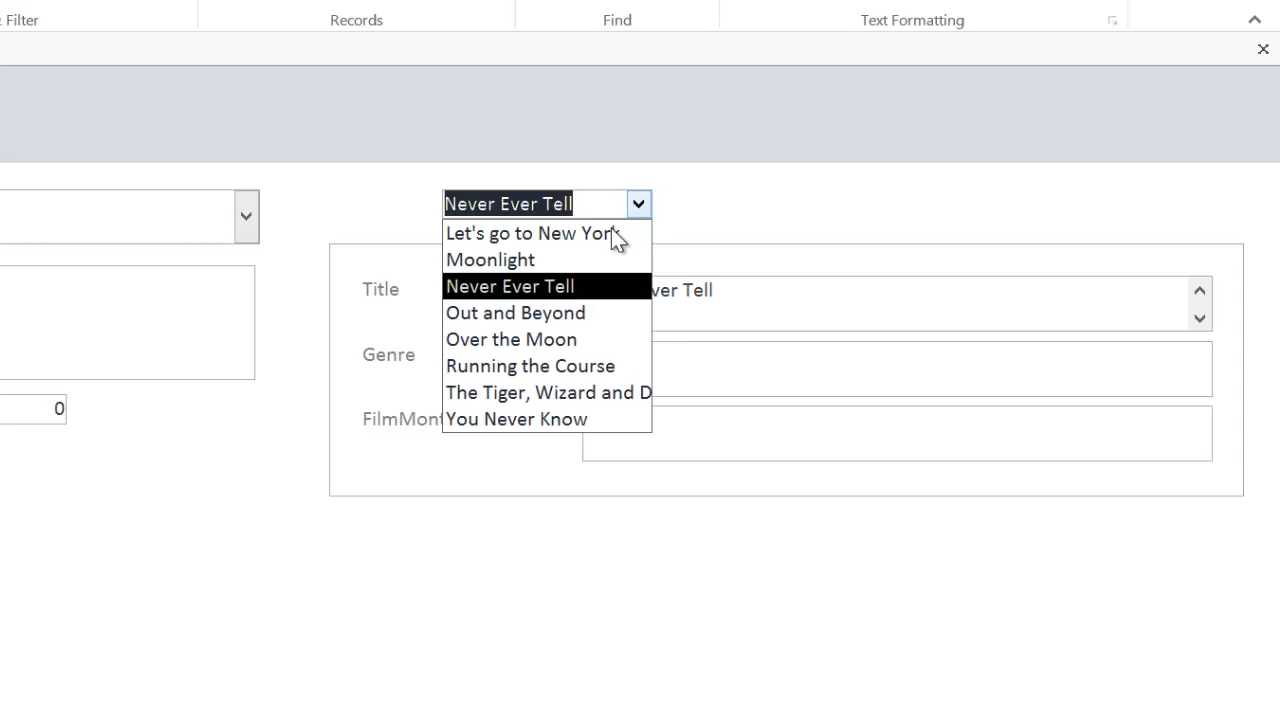 Filter
Records
Find
Text Formatting
Never Ever Tell
Let's go to New York
Moonlight
Never Ever Tell
Out and Beyond
Over the Moon
Running the Course
The Tiger, Wizard and D
You Never Know
Title
ver Tell
Genre
FilmMont
0